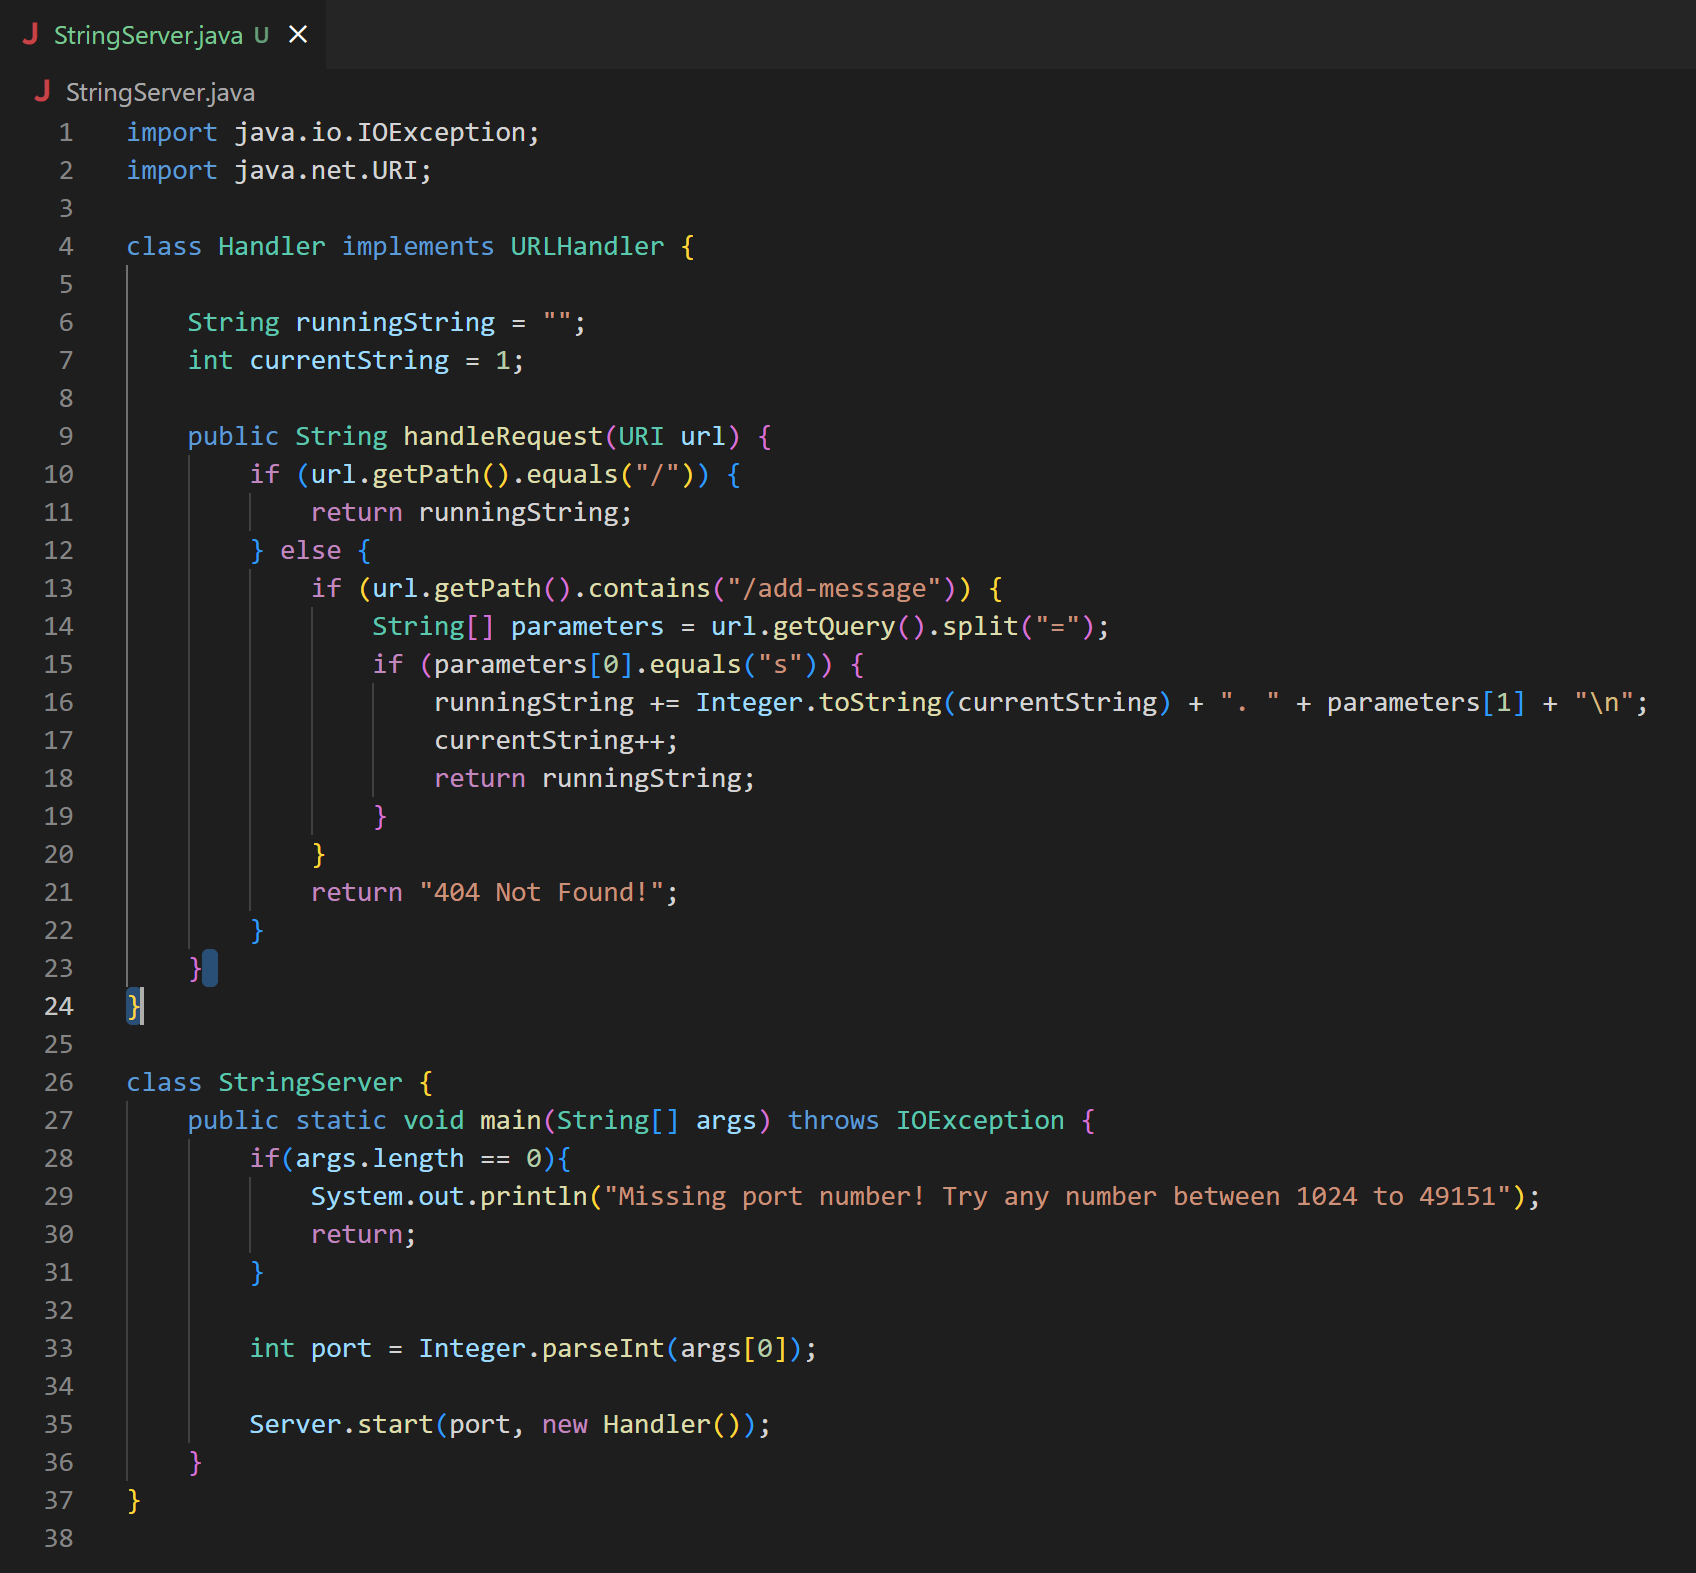 J StringServer.java U ×
J StringServer.java
1 import java.io.IOException;
2 import java.net.URI;
3
4 class Handler implements URLHandler {
5
6     String runningString = "";
7     int currentString = 1;
8
9     public String handleRequest(URI url) {
10         if (url.getPath().equals("/")) {
11             return runningString;
12         } else {
13             if (url.getPath().contains("/add-message")) {
14                 String[] parameters = url.getQuery().split("=");
15                 if (parameters[0].equals("s")) {
16                     runningString += Integer.toString(currentString) + ". " + parameters[1] + "\n";
17                     currentString++;
18                     return runningString;
19                 }
20             }
21             return "404 Not Found!";
22         }
23     }
24 }
25
26 class StringServer {
27     public static void main(String[] args) throws IOException {
28         if(args.length == 0){
29             System.out.println("Missing port number! Try any number between 1024 to 49151");
30             return;
31         }
32
33         int port = Integer.parseInt(args[0]);
34
35         Server.start(port, new Handler());
36     }
37 }
38